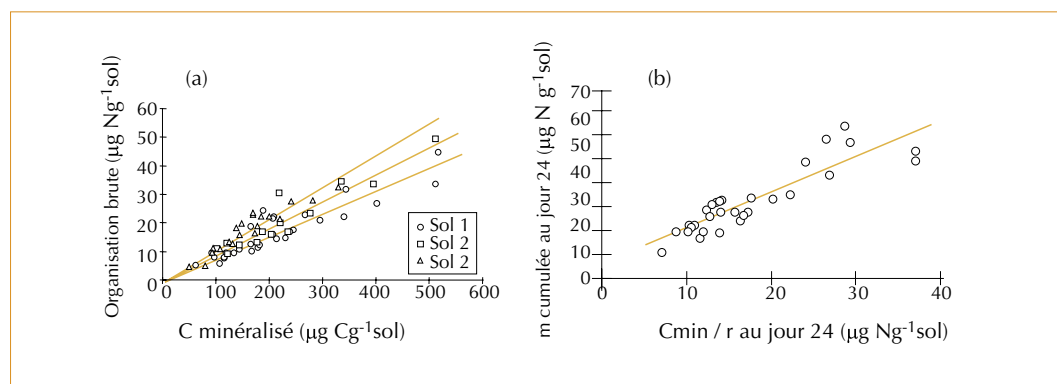 (a)
Organisation brute (µg Ng-1sol)
60
50
40
30
20
10
0
0 100 200 300 400 500 600
C minéralisé (µg Cg-1sol)
Sol 1
Sol 2
Sol 2
(b)
m cumulée au jour 24 (µg N g-1sol)
70
60
50
40
30
20
10
0
0 10 20 30 40
Cmin / r au jour 24 (µg Ng-1sol)